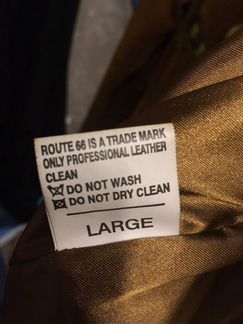 ROUTE 66 IS A TRADE MARK
ONLY PROFESSIONAL LEATHER
CLEAN
DO NOT WASH
DO NOT DRY CLEAN
LARGE